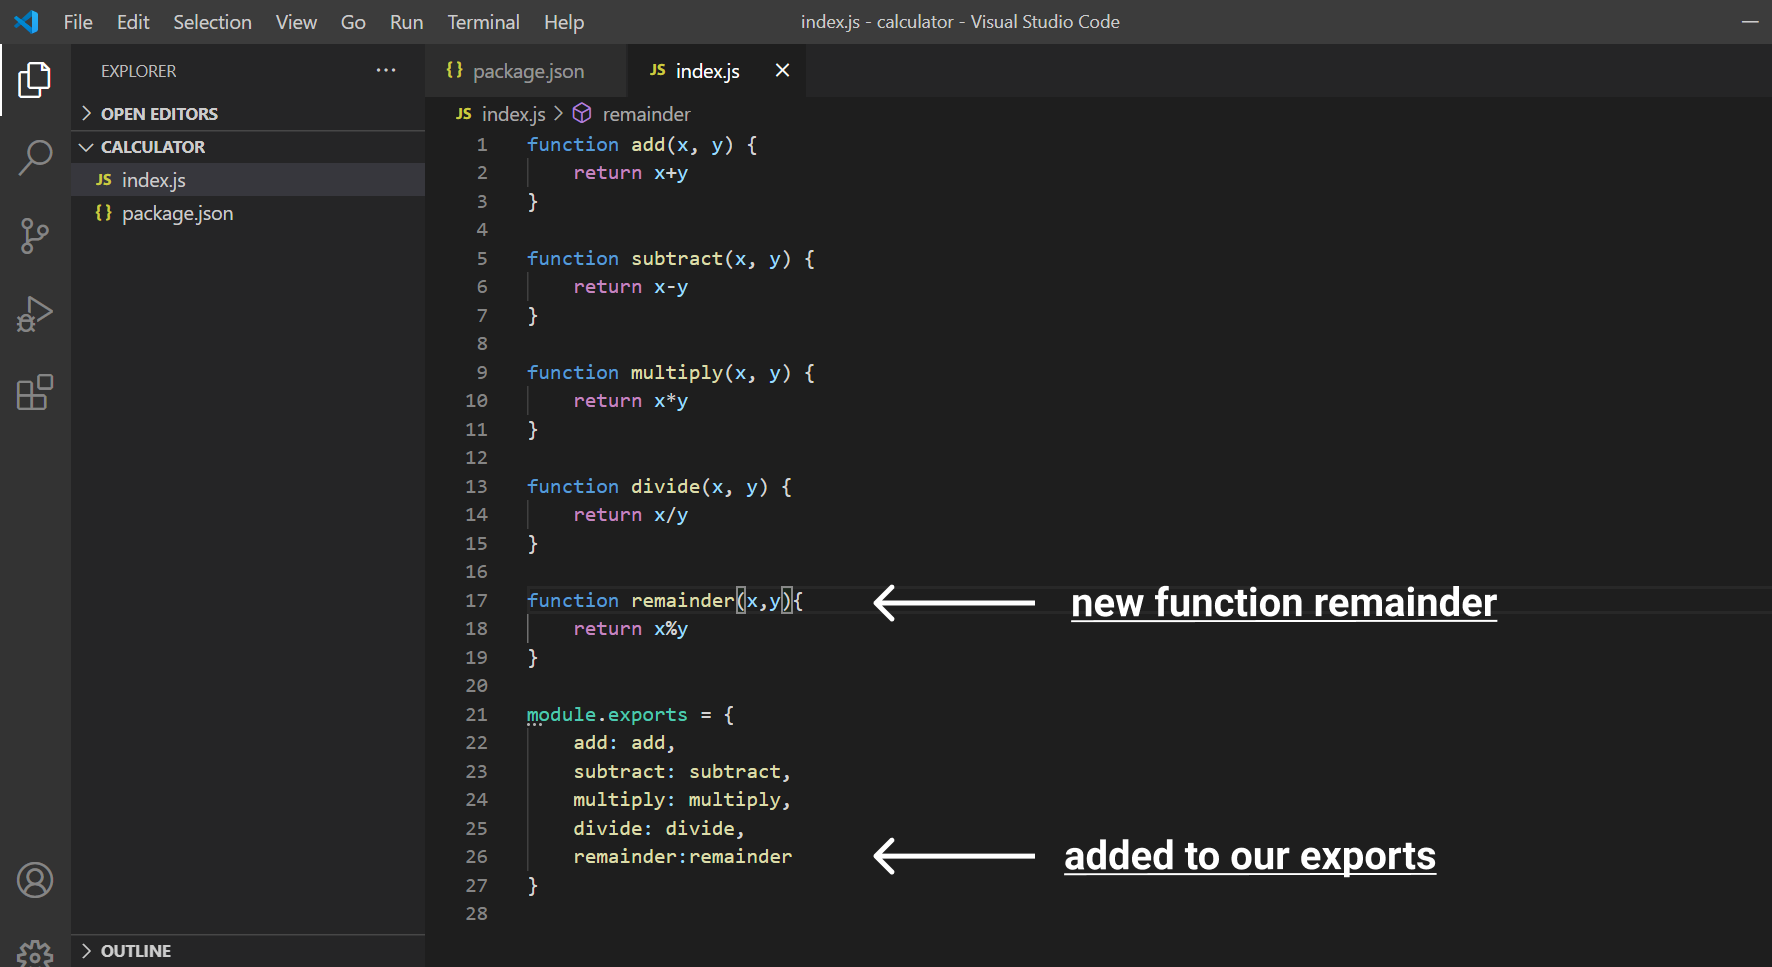 File Edit Selection View Go Run Terminal Help index.js - calculator - Visual Studio Code
EXPLORER ...
OPEN EDITORS
CALCULATOR
JS index.js
{} package.json
OUTLINE
{} package.json JS index.js
JS index.js > remainder
1 function add(x, y) {
2 return x+y
3 }
4
5 function subtract(x, y) {
6 return x-y
7 }
8
9 function multiply(x, y) {
10 return x*y
11 }
12
13 function divide(x, y) {
14 return x/y
15 }
16
17 function remainder(x,y){ new function remainder
18 return x%y
19 }
20
21 module.exports = {
22 add: add,
23 subtract: subtract,
24 multiply: multiply,
25 divide: divide,
26 remainder:remainder added to our exports
27 }
28